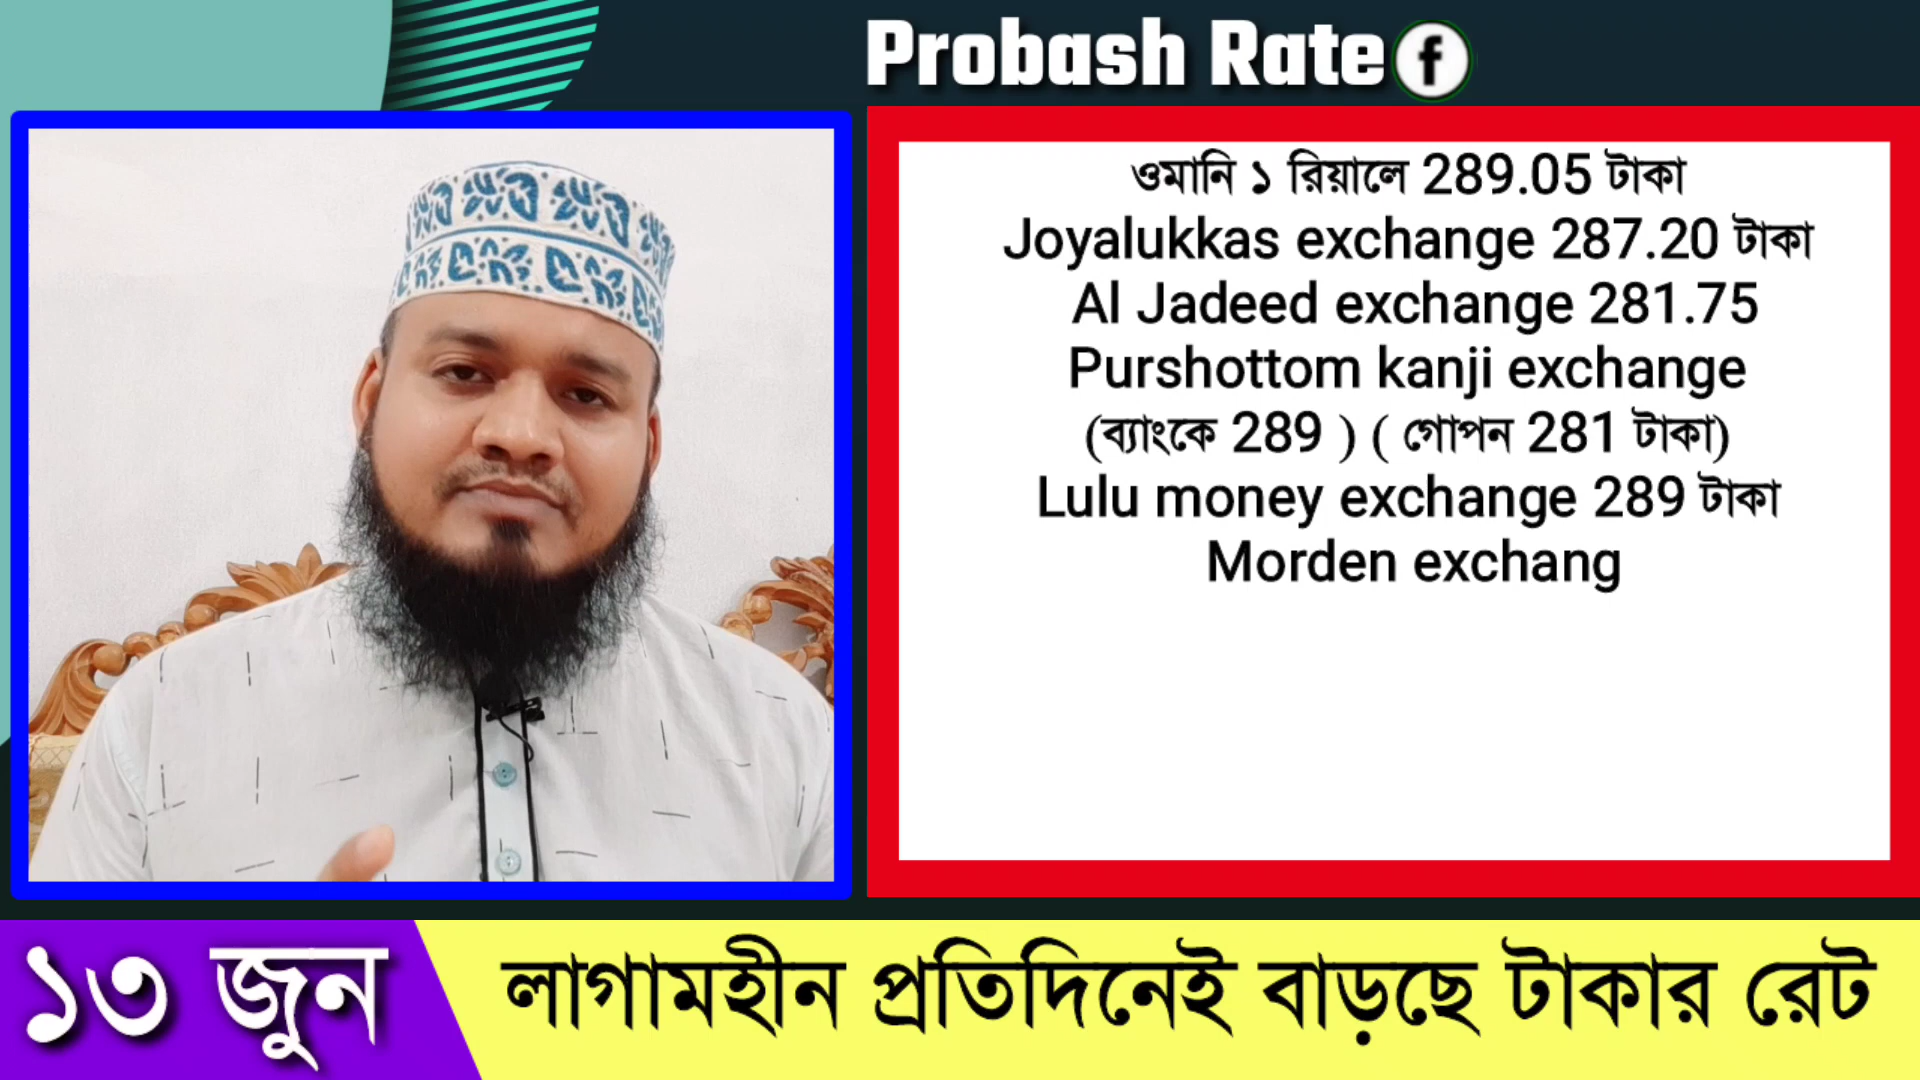 Probash Rate f
ওমানি ১ রিয়ালে 289.05 টাকা
Joyalukkas exchange 287.20 টাকা
Al Jadeed exchange 281.75
Purshottom kanji exchange
(ব্যাংকে 289 ) ( গোপন 281 টাকা)
Lulu money exchange 289 টাকা
Morden exchang
১৩ জুন
লাগামহীন প্রতিদিনেই বাড়ছে টাকার রেট